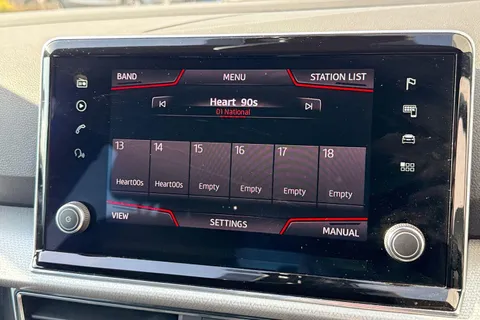 BAND MENU STATION LIST
Heart 90s
01 National
13 14 15 16 17 18
Heart00s Heart00s Empty Empty Empty Empty
VIEW SETTINGS MANUAL